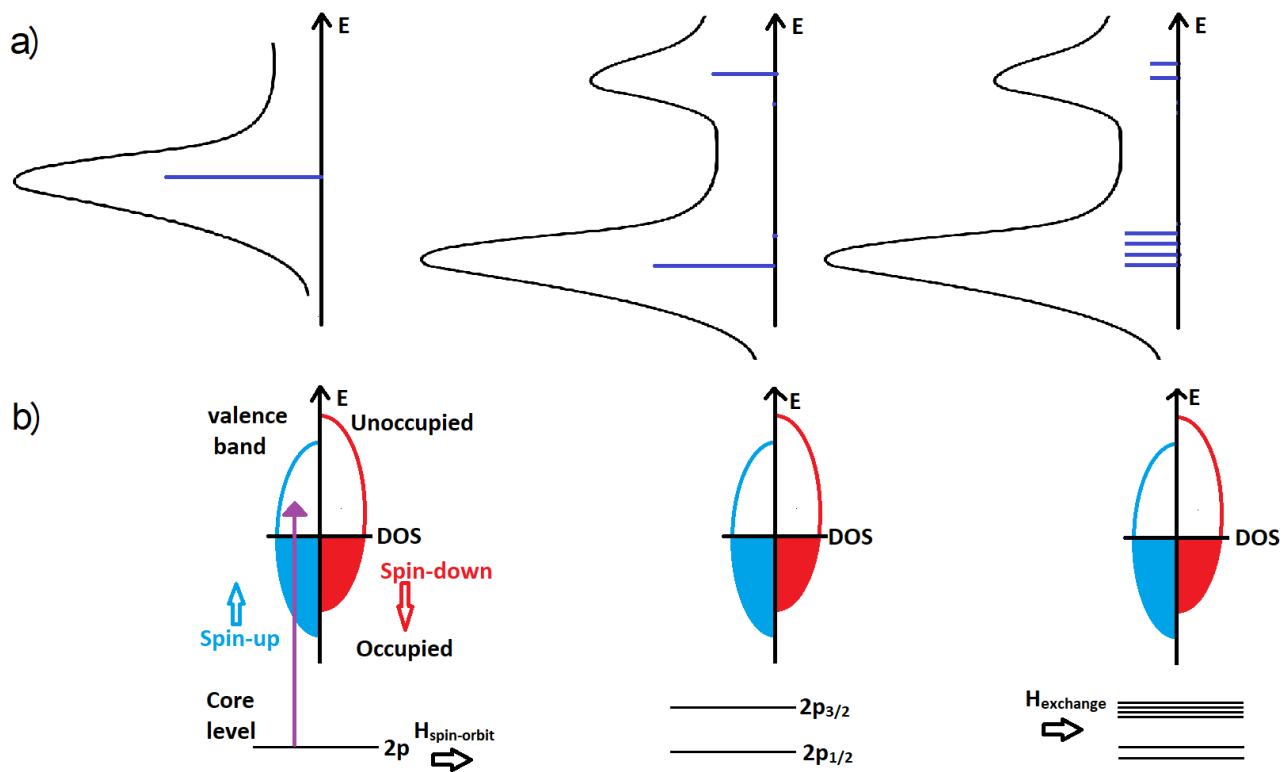 a)
E
E
E
b)
E
valence
band
Unoccupied
DOS
Spin-down
Spin-up
Occupied
Core
level
2p
Hspin-orbit
E
DOS
2p3/2
2p1/2
E
DOS
Hexchange